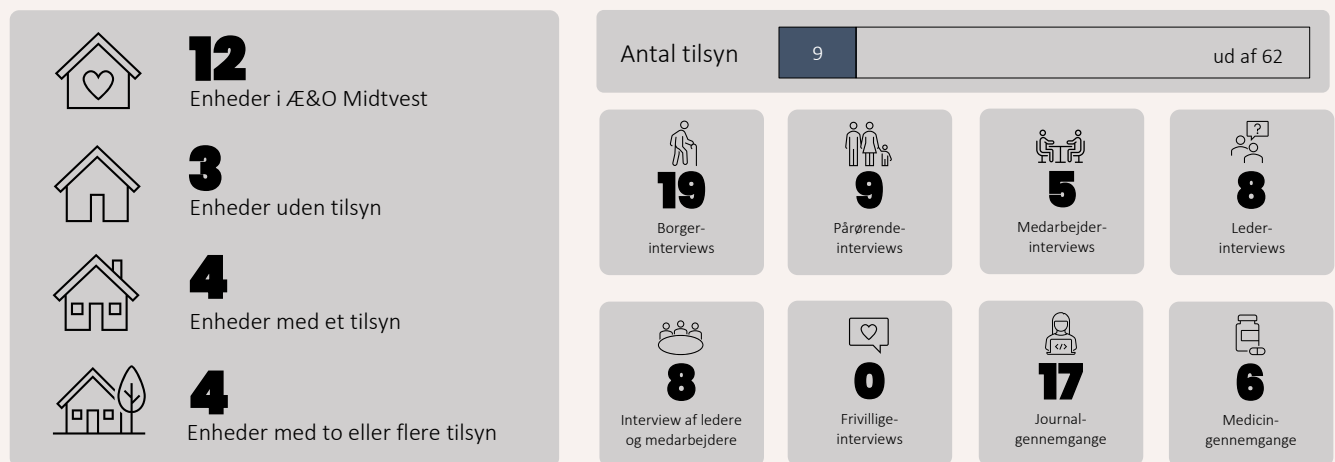 12
Enheder i Æ&O Midtvest
3
Enheder uden tilsyn
4
Enheder med et tilsyn
4
Enheder med to eller flere tilsyn
Antal tilsyn
9
ud af 62
19
Borger-
interviews
9
Pårørende-
interviews
5
Medarbejder-
interviews
?
8
Leder-
interviews
8
Interview af ledere
og medarbejdere
0
Frivillige-
interviews
</>
17
Journal-
gennemgange
6
Medicin-
gennemgange